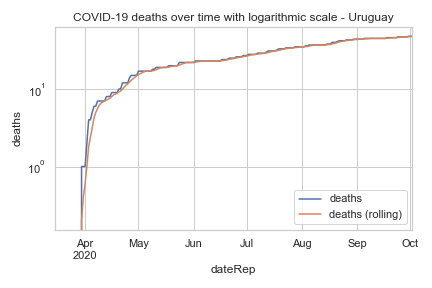 COVID-19 deaths over time with logarithmic scale - Uruguay
deaths
10¹
10⁰
deaths
deaths (rolling)
Apr May Jun Jul Aug Sep Oct
2020
dateRep